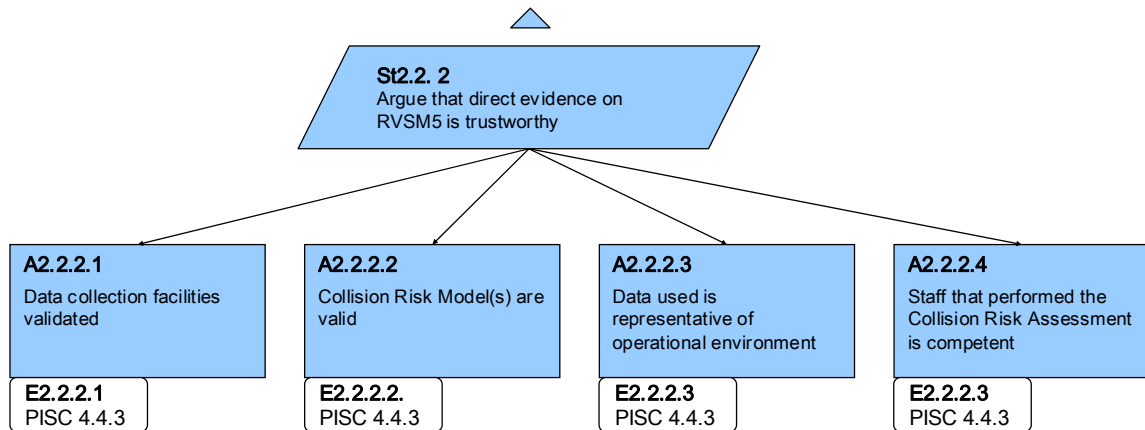 St2.2. 2
Argue that direct evidence on
RVSM5 is trustworthy
A2.2.2.1
Data collection facilities
validated
E2.2.2.1
PISC 4.4.3
A2.2.2.2
Collision Risk Model(s) are
valid
E2.2.2.2.
PISC 4.4.3
A2.2.2.3
Data used is
representative of
operational environment
E2.2.2.3
PISC 4.4.3
A2.2.2.4
Staff that performed the
Collision Risk Assessment
is competent
E2.2.2.3
PISC 4.4.3